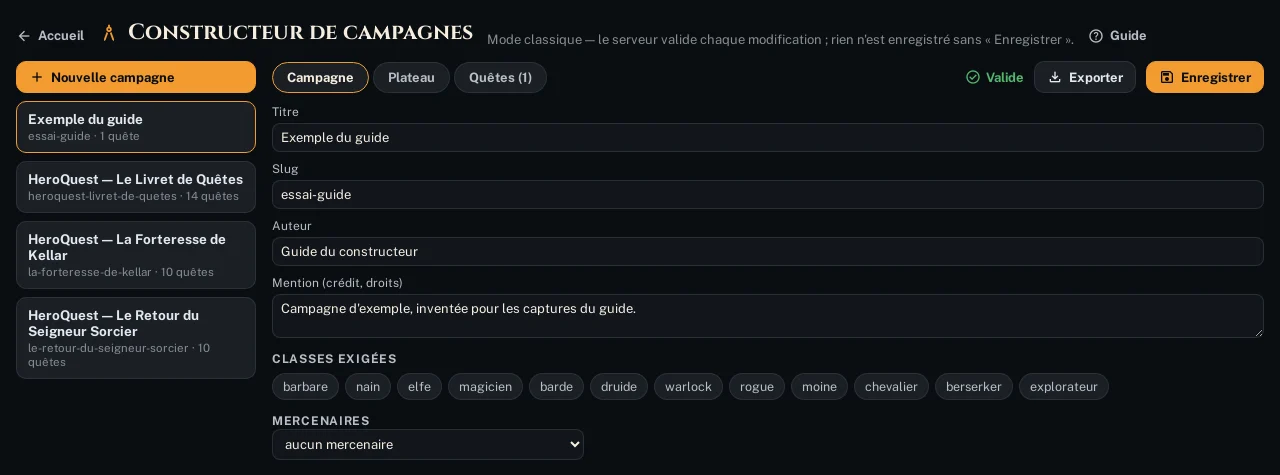 Accueil
Constructeur de campagnes
Mode classique — le serveur valide chaque modification ; rien n'est enregistré sans « Enregistrer ».
Guide
Nouvelle campagne
Exemple du guide
essai-guide · 1 quête
HeroQuest — Le Livret de Quêtes
heroquest-livret-de-quetes · 14 quêtes
HeroQuest — La Forteresse de
Kellar
la-forteresse-de-kellar · 10 quêtes
HeroQuest — Le Retour du
Seigneur Sorcier
le-retour-du-seigneur-sorcier · 10
quêtes
Campagne
Plateau
Quêtes (1)
Valide
Exporter
Enregistrer
Titre
Exemple du guide
Slug
essai-guide
Auteur
Guide du constructeur
Mention (crédit, droits)
Campagne d'exemple, inventée pour les captures du guide.
CLASSES EXIGÉES
barbare
nain
elfe
magicien
barde
druide
warlock
rogue
moine
chevalier
berserker
explorateur
MERCENAIRES
aucun mercenaire